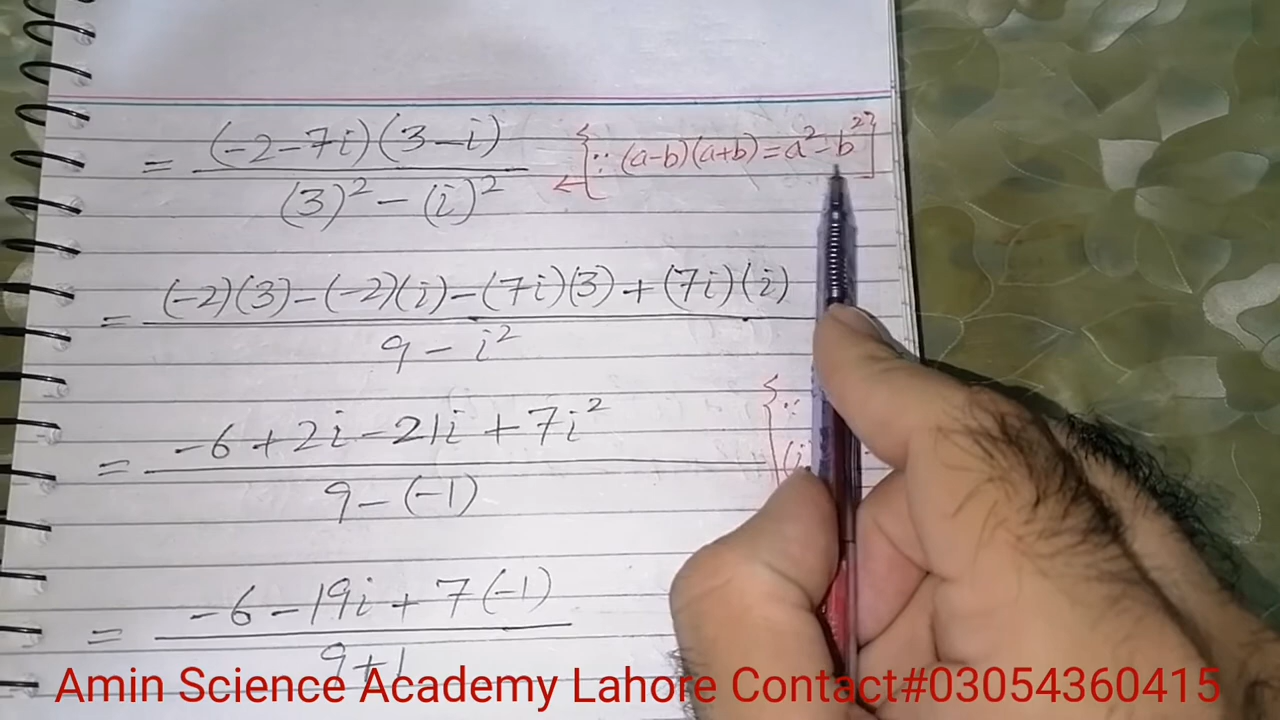 = (-2-7i)(3-i) / (3)² - (i)² ← {∵ (a-b)(a+b) = a² - b²}
= (-2)(3)-(-2)(i)-(7i)(3)+(7i)(i) / 9 - i²
= -6+2i-21i+7i² / 9-(-1) {∵ (i
= -6-19i+7(-1) / 9+1
Amin Science Academy Lahore Contact#03054360415